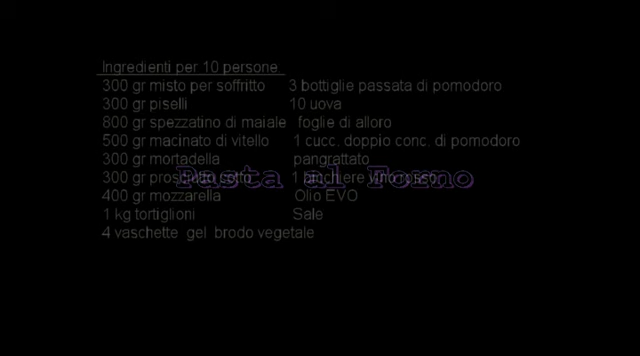 Ingredienti per 10 persone
300 gr misto per soffritto 3 bottiglie passata di pomodoro
300 gr piselli 10 uova
800 gr spezzatino di maiale foglie di alloro
500 gr macinato di vitello 1 cucc. doppio conc. di pomodoro
300 gr mortadella pangrattato
300 gr prosciutto cotto 1 bicchiere vino rosso
Pasta al Forno
400 gr mozzarella Olio EVO
1 kg tortiglioni Sale
4 vaschette gel brodo vegetale